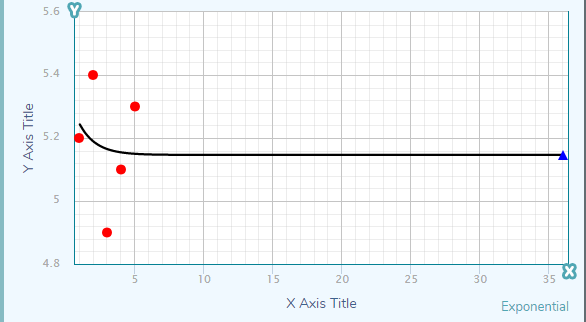 5.6
Y
5.4
5.2
5
4.8
Y Axis Title
5 10 15 20 25 30 35
X
X Axis Title
Exponential